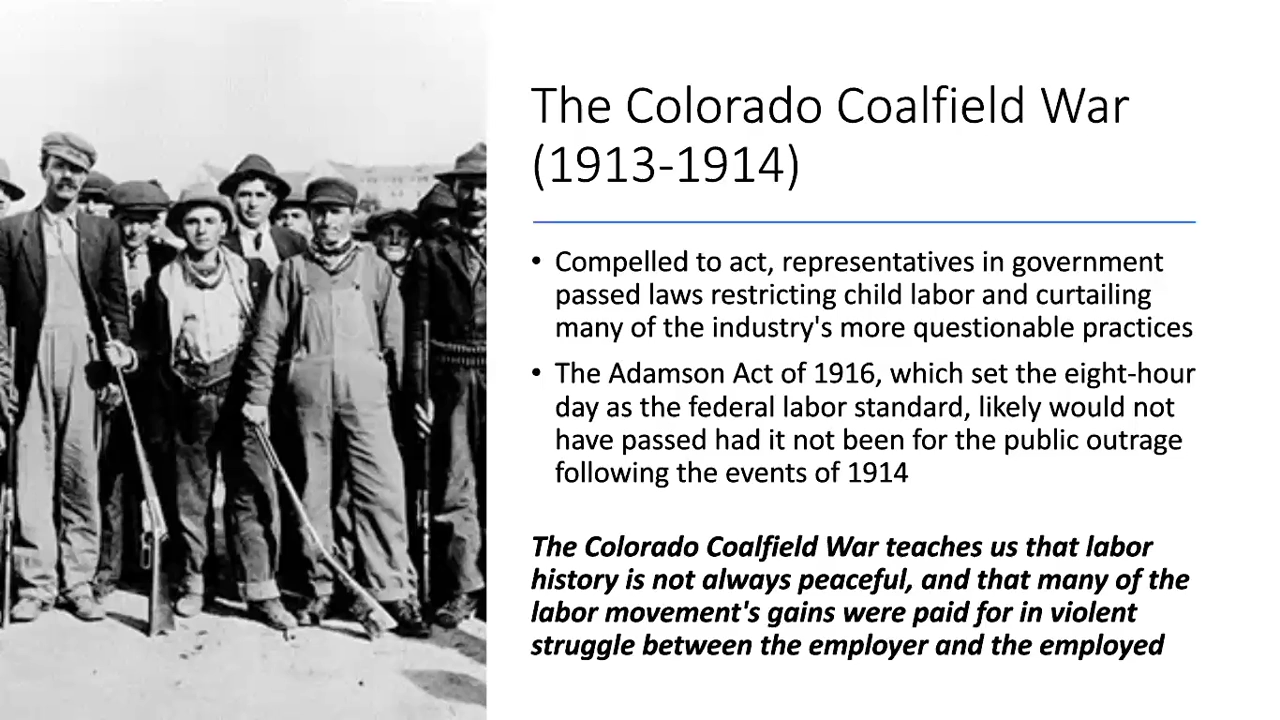 The Colorado Coalfield War
(1913-1914)
• Compelled to act, representatives in government
passed laws restricting child labor and curtailing
many of the industry's more questionable practices
• The Adamson Act of 1916, which set the eight-hour
day as the federal labor standard, likely would not
have passed had it not been for the public outrage
following the events of 1914
The Colorado Coalfield War teaches us that labor
history is not always peaceful, and that many of the
labor movement's gains were paid for in violent
struggle between the employer and the employed